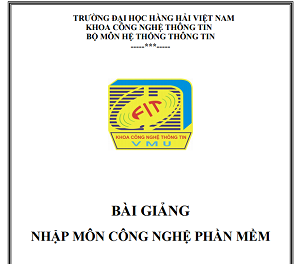 TRƯỜNG ĐẠI HỌC HÀNG HẢI VIỆT NAM
KHOA CÔNG NGHỆ THÔNG TIN
BỘ MÔN HỆ THỐNG THÔNG TIN
-----***-----
FIT
KHOA CÔNG NGHỆ THÔNG TIN
VMU
BÀI GIẢNG
NHẬP MÔN CÔNG NGHỆ PHẦN MỀM